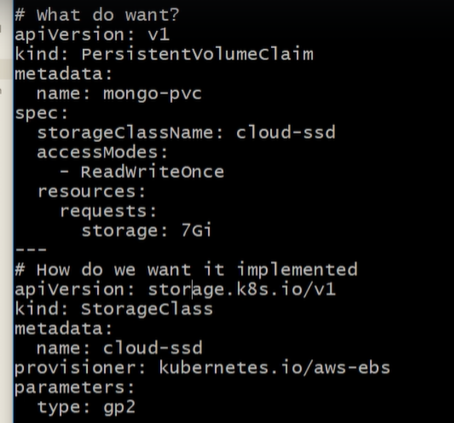 # What do want?
apiVersion: v1
kind: PersistentVolumeClaim
metadata:
  name: mongo-pvc
spec:
  storageClassName: cloud-ssd
  accessModes:
    - ReadWriteOnce
  resources:
    requests:
      storage: 7Gi
---
# How do we want it implemented
apiVersion: storage.k8s.io/v1
kind: StorageClass
metadata:
  name: cloud-ssd
provisioner: kubernetes.io/aws-ebs
parameters:
  type: gp2